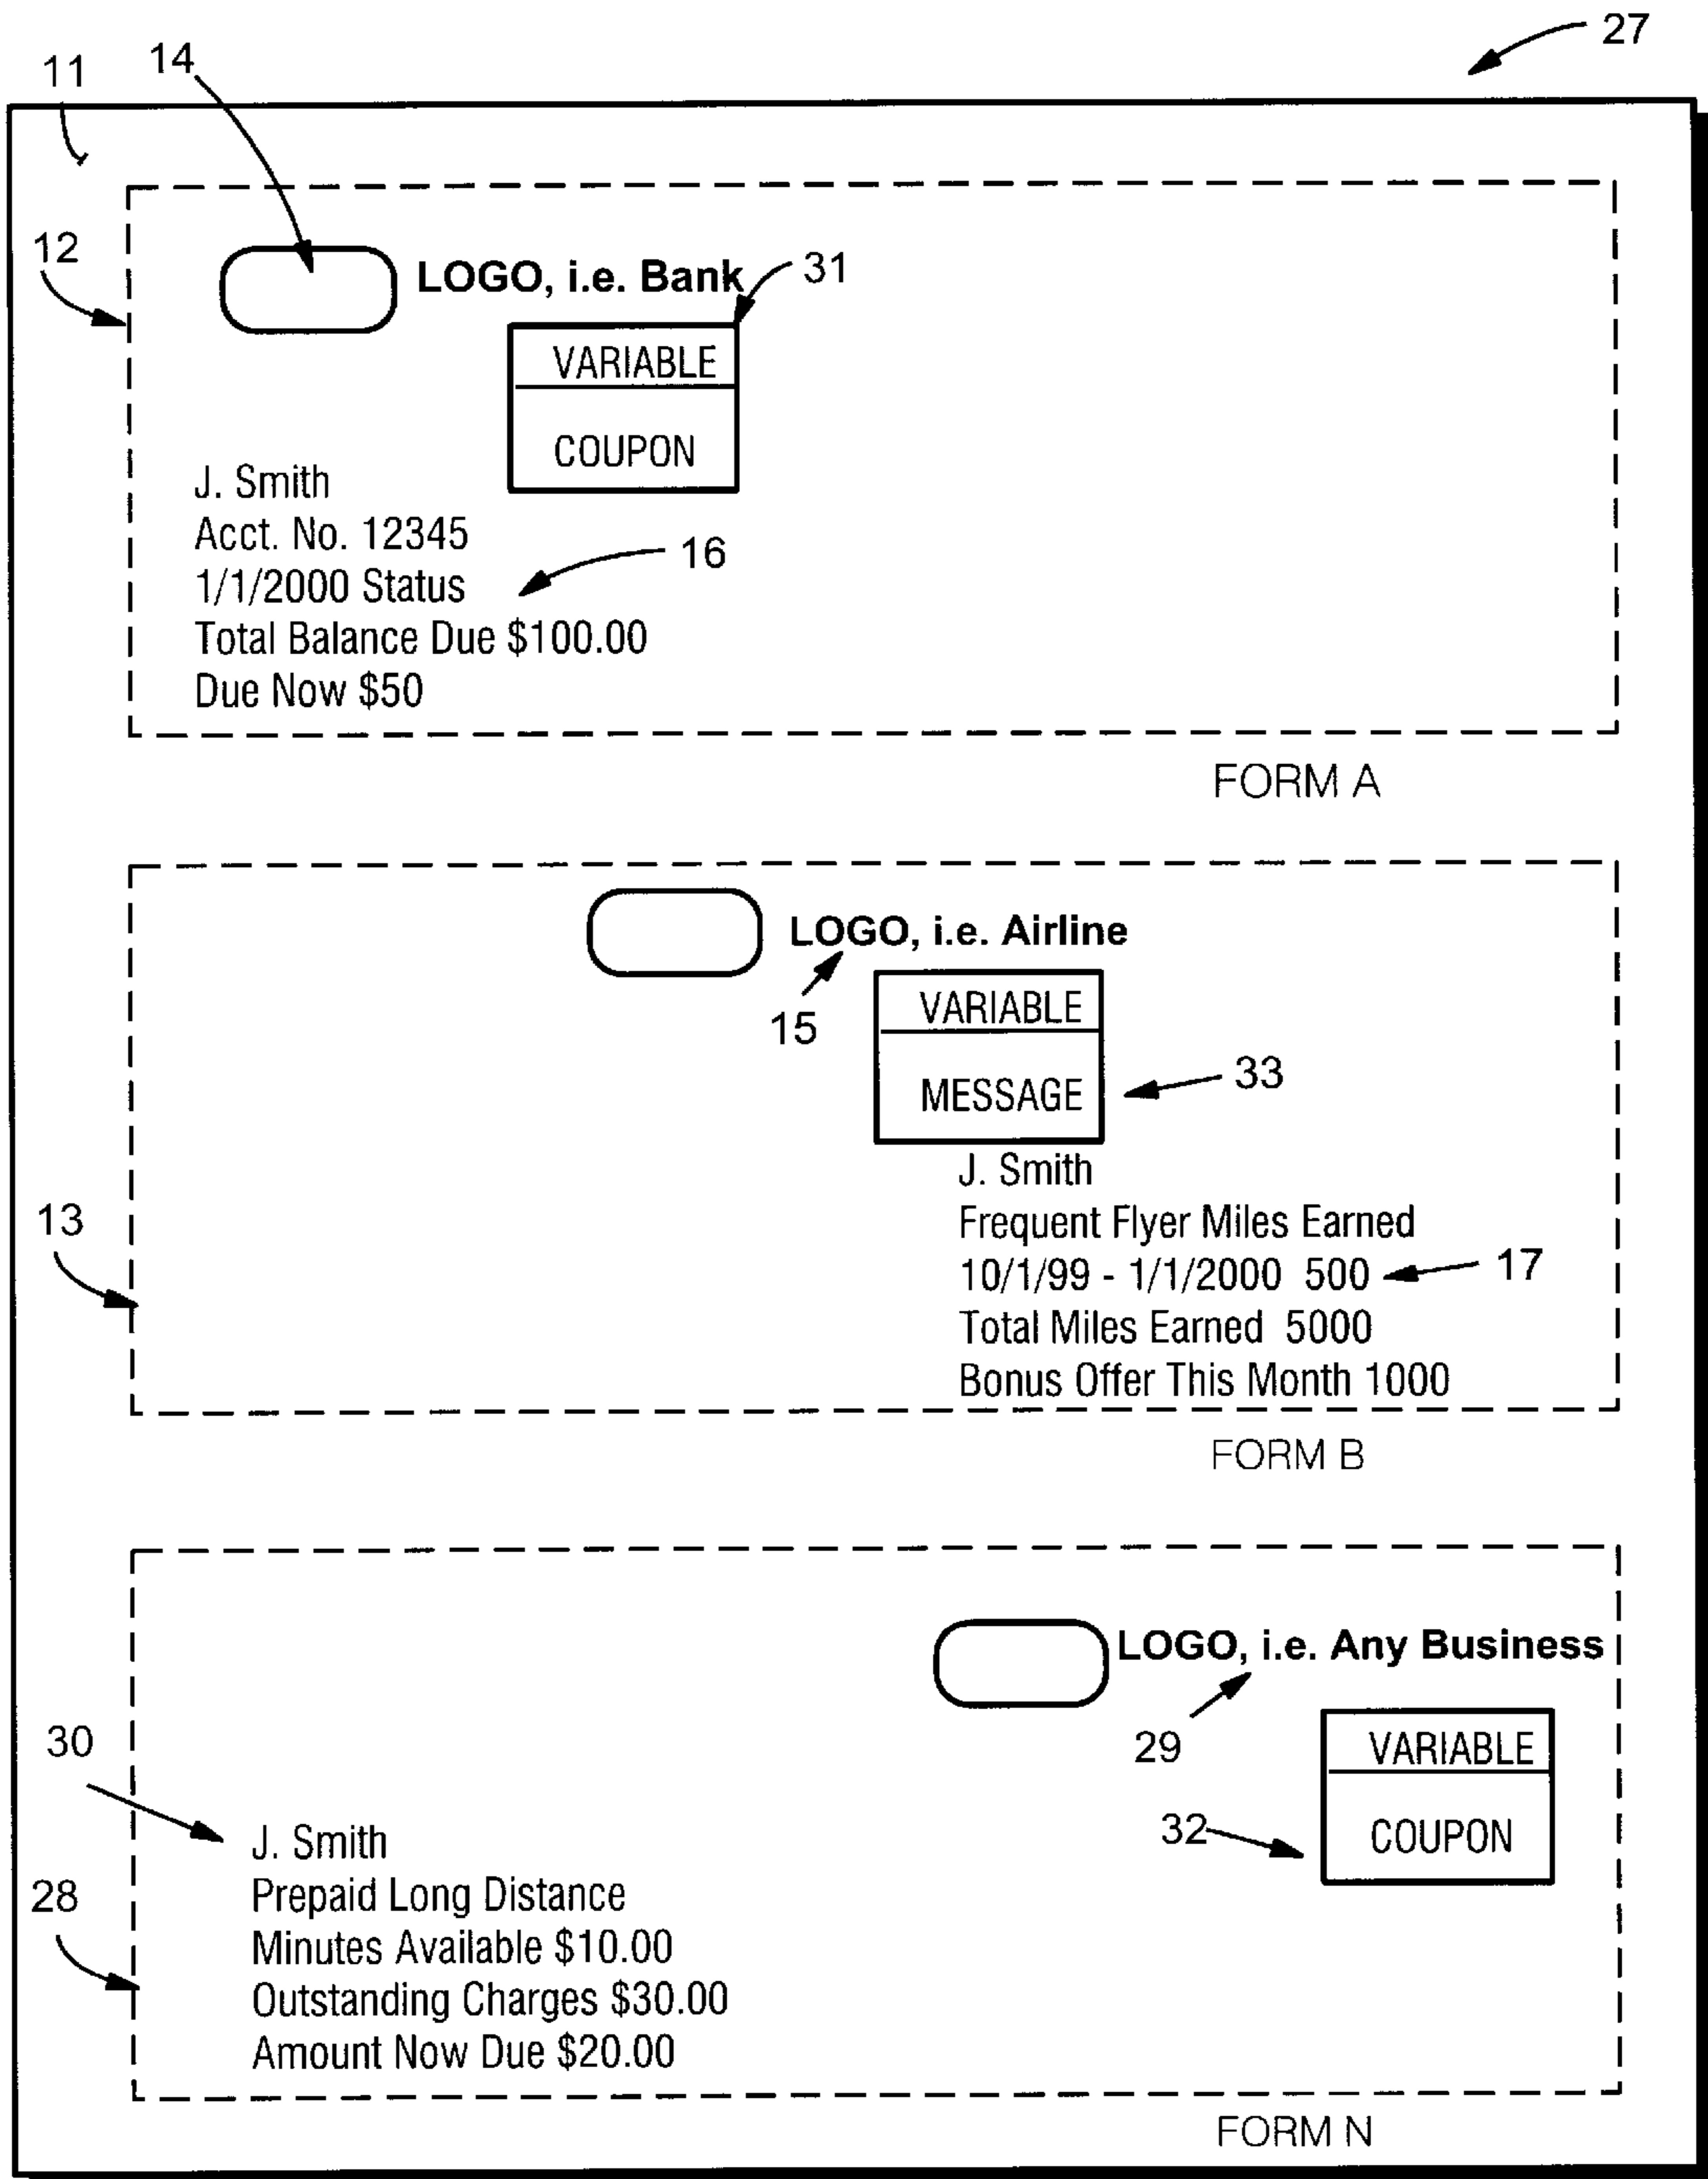 27
11
14
12
LOGO, i.e. Bank
31
VARIABLE
COUPON
J. Smith
Acct. No. 12345
1/1/2000 Status
16
Total Balance Due $100.00
Due Now $50
FORM A
LOGO, i.e. Airline
15
VARIABLE
MESSAGE
33
J. Smith
13
Frequent Flyer Miles Earned
10/1/99 - 1/1/2000 500
17
Total Miles Earned 5000
Bonus Offer This Month 1000
FORM B
LOGO, i.e. Any Business
29
VARIABLE
COUPON
32
30
J. Smith
28
Prepaid Long Distance
Minutes Available $10.00
Outstanding Charges $30.00
Amount Now Due $20.00
FORM N